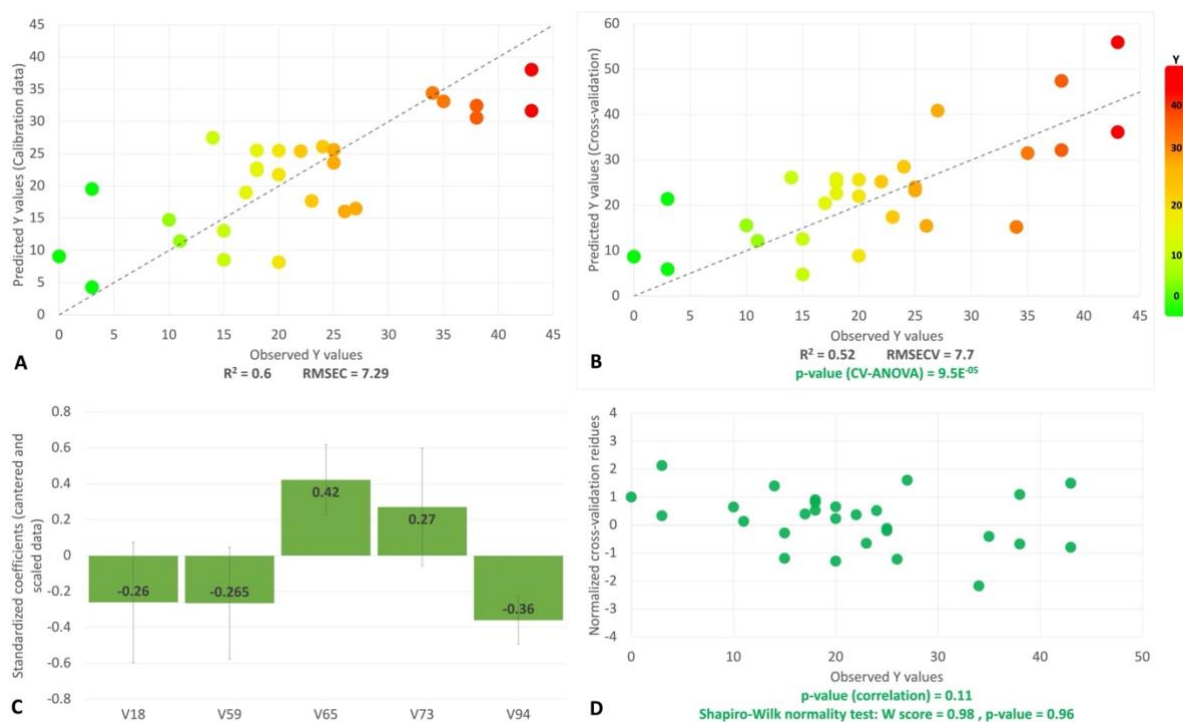 45
40
35
30
25
20
15
10
5
0
Predicted Y values (Calibration data)
0 5 10 15 20 25 30 35 40 45
Observed Y values
A
R² = 0.6 RMSEC = 7.29
60
50
40
30
20
10
0
Predicted Y values (Cross-validation)
0 5 10 15 20 25 30 35 40 45
Observed Y values
B
R² = 0.52 RMSECV = 7.7
p-value (CV-ANOVA) = 9.5E⁻⁰⁵
Y
40
30
20
10
0
0.8
0.6
0.4
0.2
0
-0.2
-0.4
-0.6
-0.8
Standardized coefficients (cantered and
scaled data)
-0.26
-0.265
0.42
0.27
-0.36
C
V18 V59 V65 V73 V94
4
3
2
1
0
-1
-2
-3
-4
Normalized cross-validation reidues
0 10 20 30 40 50
Observed Y values
D
p-value (correlation) = 0.11
Shapiro-Wilk normality test: W score = 0.98 , p-value = 0.96